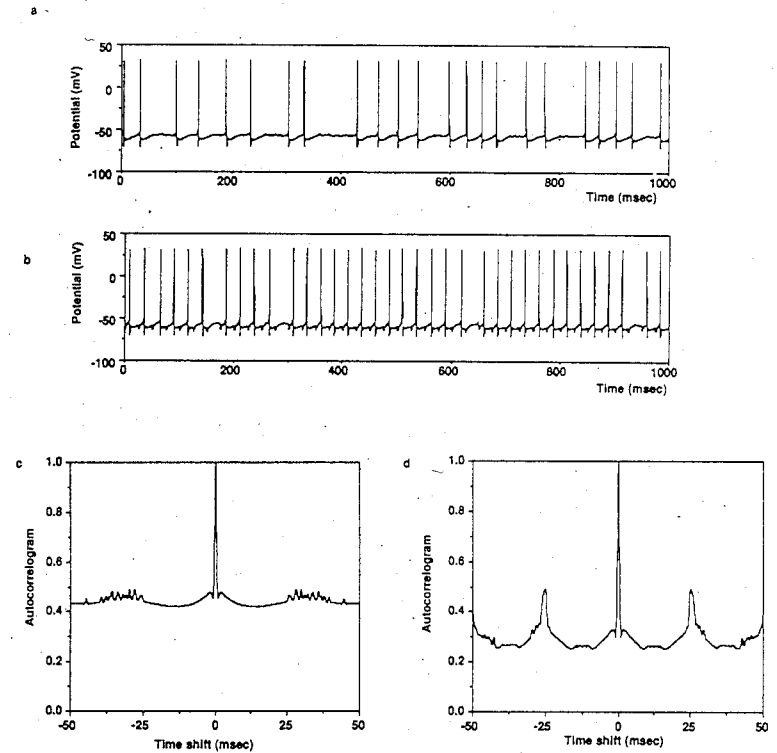 a
50
0
-50
-100
Potential (mV)
0 200 400 600 800 1000
Time (msec)
b
50
0
-50
-100
Potential (mV)
0 200 400 600 800 1000
Time (msec)
c
1.0
0.8
0.6
0.4
0.2
0.0
Autocorrelogram
-50 -25 0 25 50
Time shift (msec)
d
1.0
0.8
0.6
0.4
0.2
0.0
Autocorrelogram
-50 -25 0 25 50
Time shift (msec)